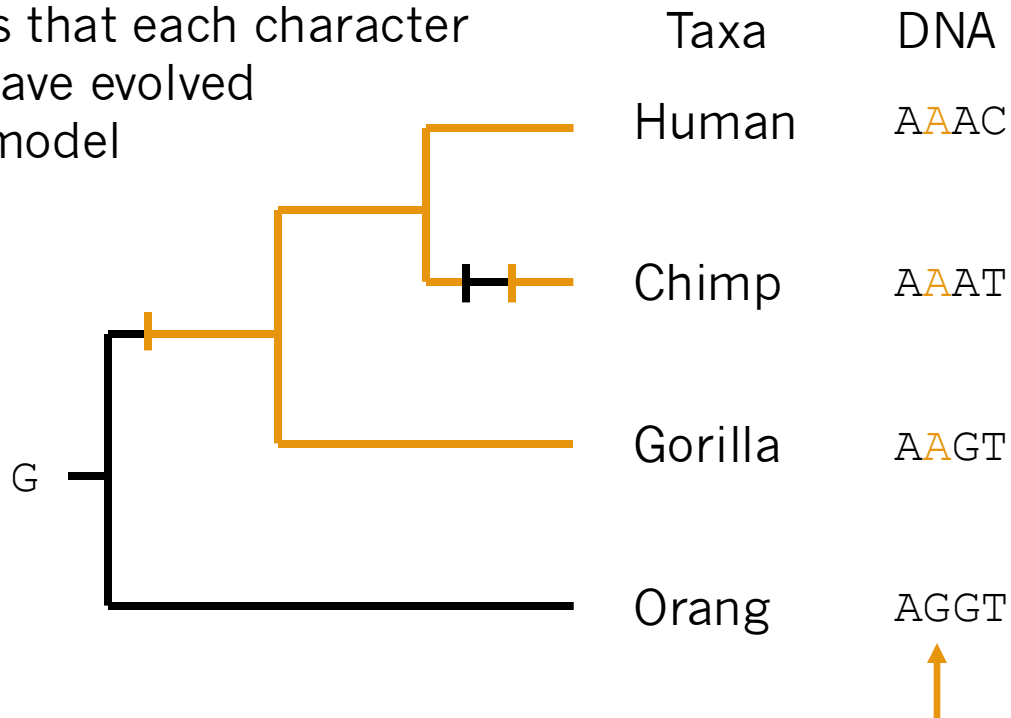 s that each character
ave evolved
model
Taxa DNA
Human AAAC
Chimp AAAT
Gorilla AAGT
G
Orang AGGT